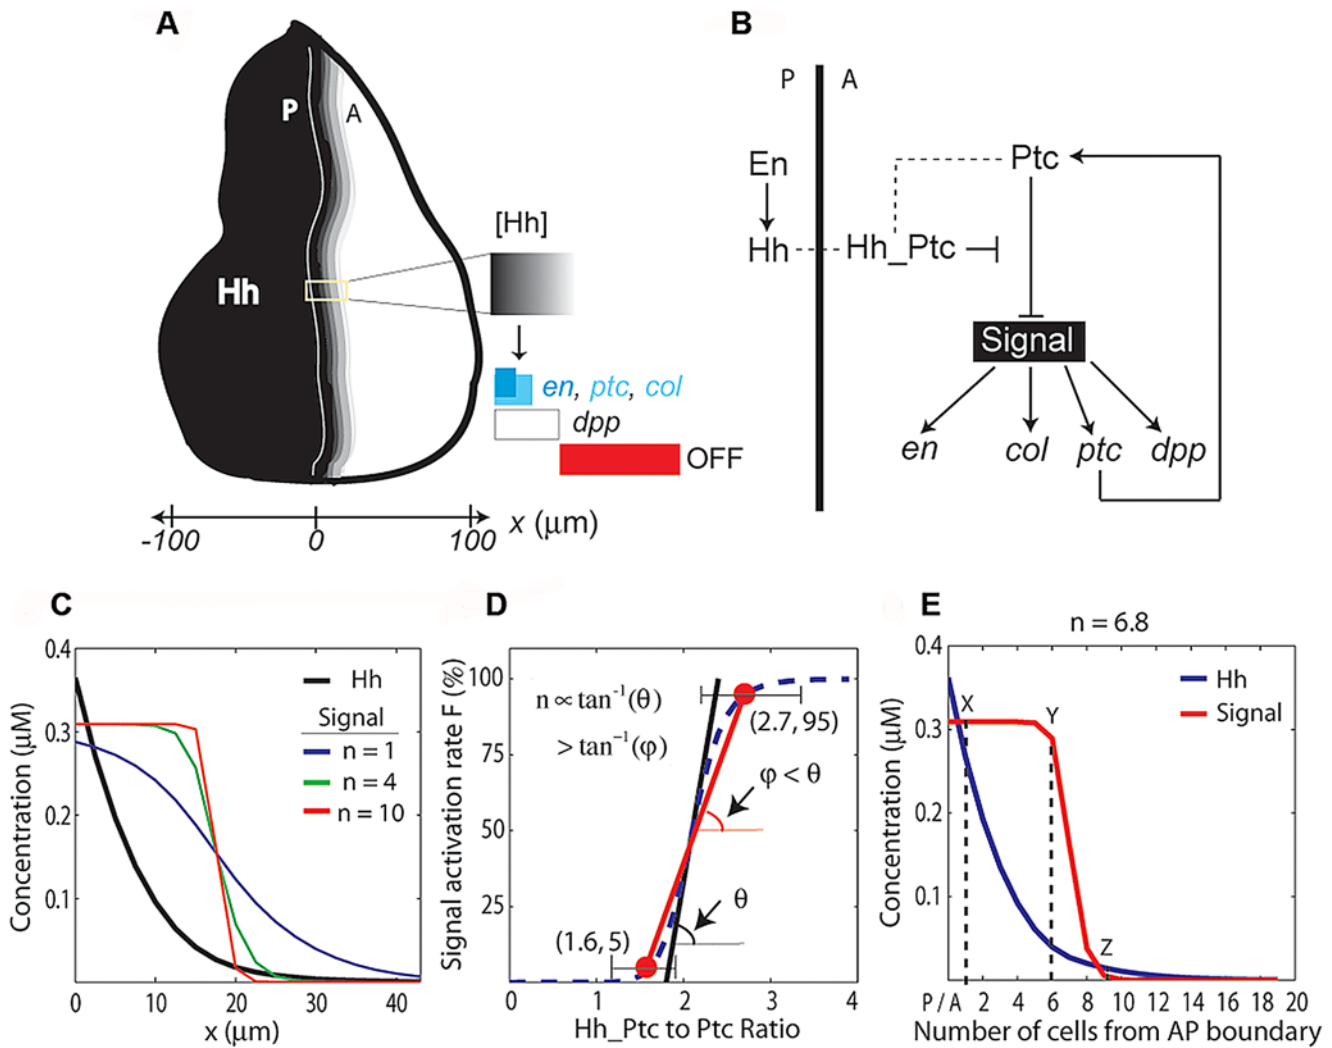 A
P
A
Hh
[Hh]
en, ptc, col
dpp
OFF
-100 0 100
x (µm)
B
P A
En
Ptc
Hh Hh_Ptc
Signal
en col ptc dpp
C
Concentration (µM)
0.4
0.3
0.2
0.1
Hh
Signal
n = 1
n = 4
n = 10
0 10 20 30 40
x (µm)
D
Signal activation rate F (%)
100
75
50
25
n ∝ tan⁻¹(θ)
> tan⁻¹(φ)
(2.7, 95)
φ < θ
θ
(1.6, 5)
0 1 2 3 4
Hh_Ptc to Ptc Ratio
E
n = 6.8
Concentration (µM)
0.4
0.3
0.2
0.1
Hh
Signal
X
Y
Z
P / A 2 4 6 8 10 12 14 16 18 20
Number of cells from AP boundary